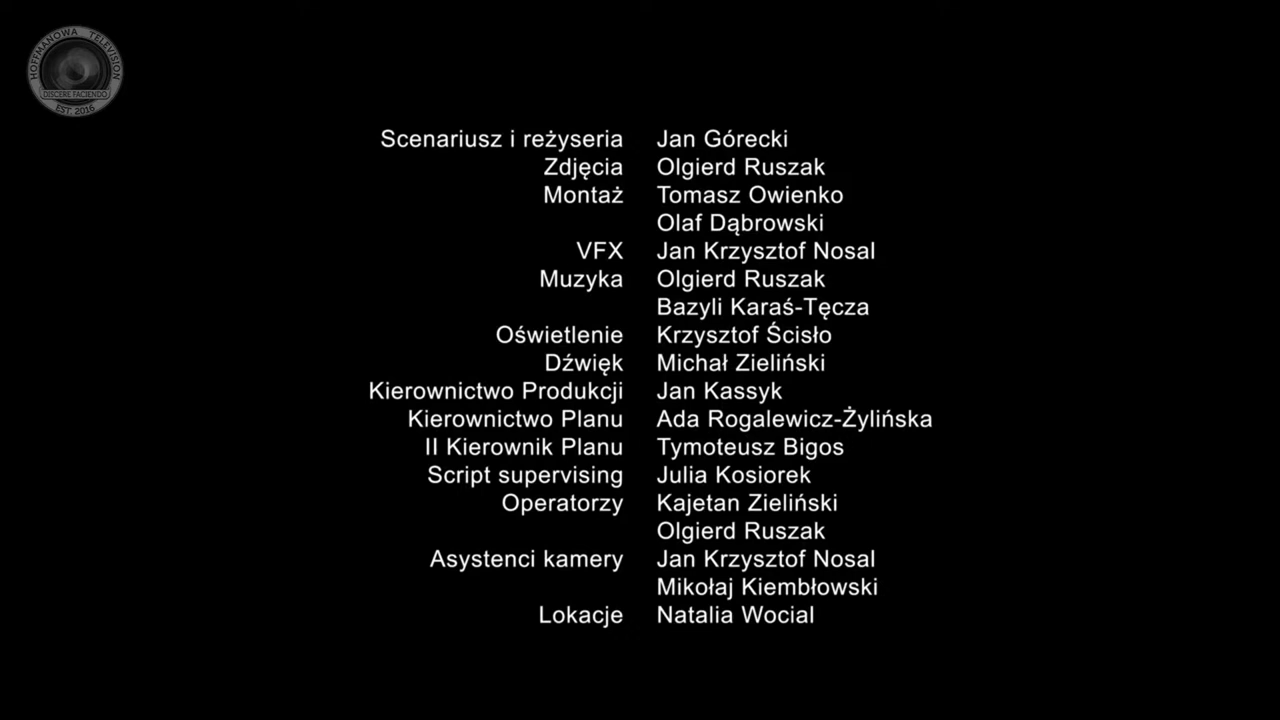 HOFFMANOWA TELEVISION
DISCERE FACIENDO
EST. 2016
Scenariusz i reżyseria Jan Górecki
Zdjęcia Olgierd Ruszak
Montaż Tomasz Owienko
Olaf Dąbrowski
VFX Jan Krzysztof Nosal
Muzyka Olgierd Ruszak
Bazyli Karaś-Tęcza
Oświetlenie Krzysztof Ścisło
Dźwięk Michał Zieliński
Kierownictwo Produkcji Jan Kassyk
Kierownictwo Planu Ada Rogalewicz-Żylińska
II Kierownik Planu Tymoteusz Bigos
Script supervising Julia Kosiorek
Operatorzy Kajetan Zieliński
Olgierd Ruszak
Asystenci kamery Jan Krzysztof Nosal
Mikołaj Kiembłowski
Lokacje Natalia Wocial